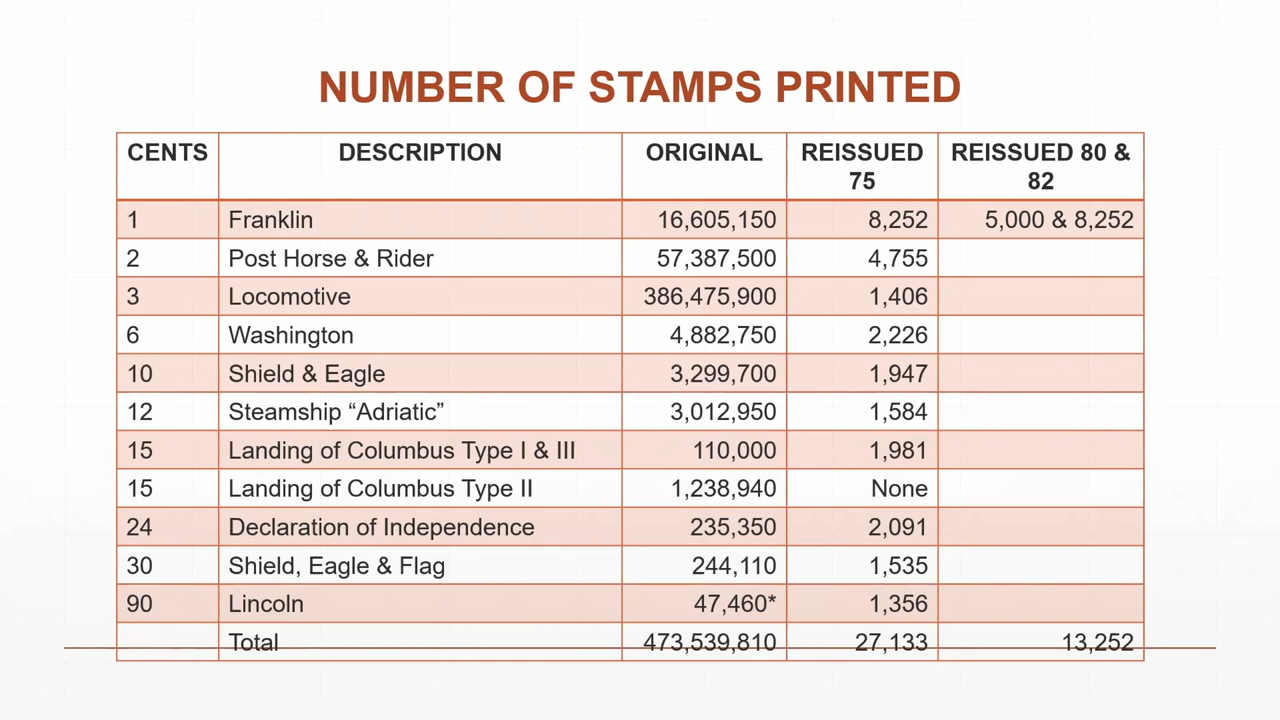 NUMBER OF STAMPS PRINTED
CENTS DESCRIPTION ORIGINAL REISSUED 75 REISSUED 80 & 82
1 Franklin 16,605,150 8,252 5,000 & 8,252
2 Post Horse & Rider 57,387,500 4,755
3 Locomotive 386,475,900 1,406
6 Washington 4,882,750 2,226
10 Shield & Eagle 3,299,700 1,947
12 Steamship “Adriatic” 3,012,950 1,584
15 Landing of Columbus Type I & III 110,000 1,981
15 Landing of Columbus Type II 1,238,940 None
24 Declaration of Independence 235,350 2,091
30 Shield, Eagle & Flag 244,110 1,535
90 Lincoln 47,460* 1,356
Total 473,539,810 27,133 13,252